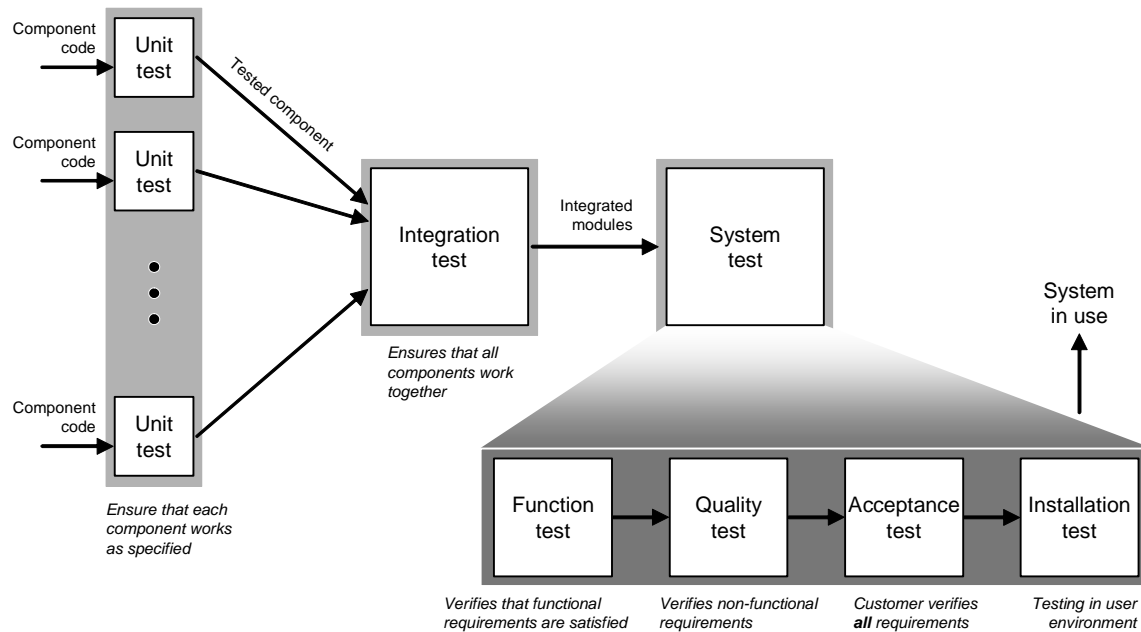 Component
code
Unit
test
Tested component
Component
code
Unit
test
Integration
test
Integrated
modules
System
test
System
in use
Ensures that all
components work
together
Component
code
Unit
test
Ensure that each
component works
as specified
Function
test
Quality
test
Acceptance
test
Installation
test
Verifies that functional
requirements are satisfied
Verifies non-functional
requirements
Customer verifies
all requirements
Testing in user
environment